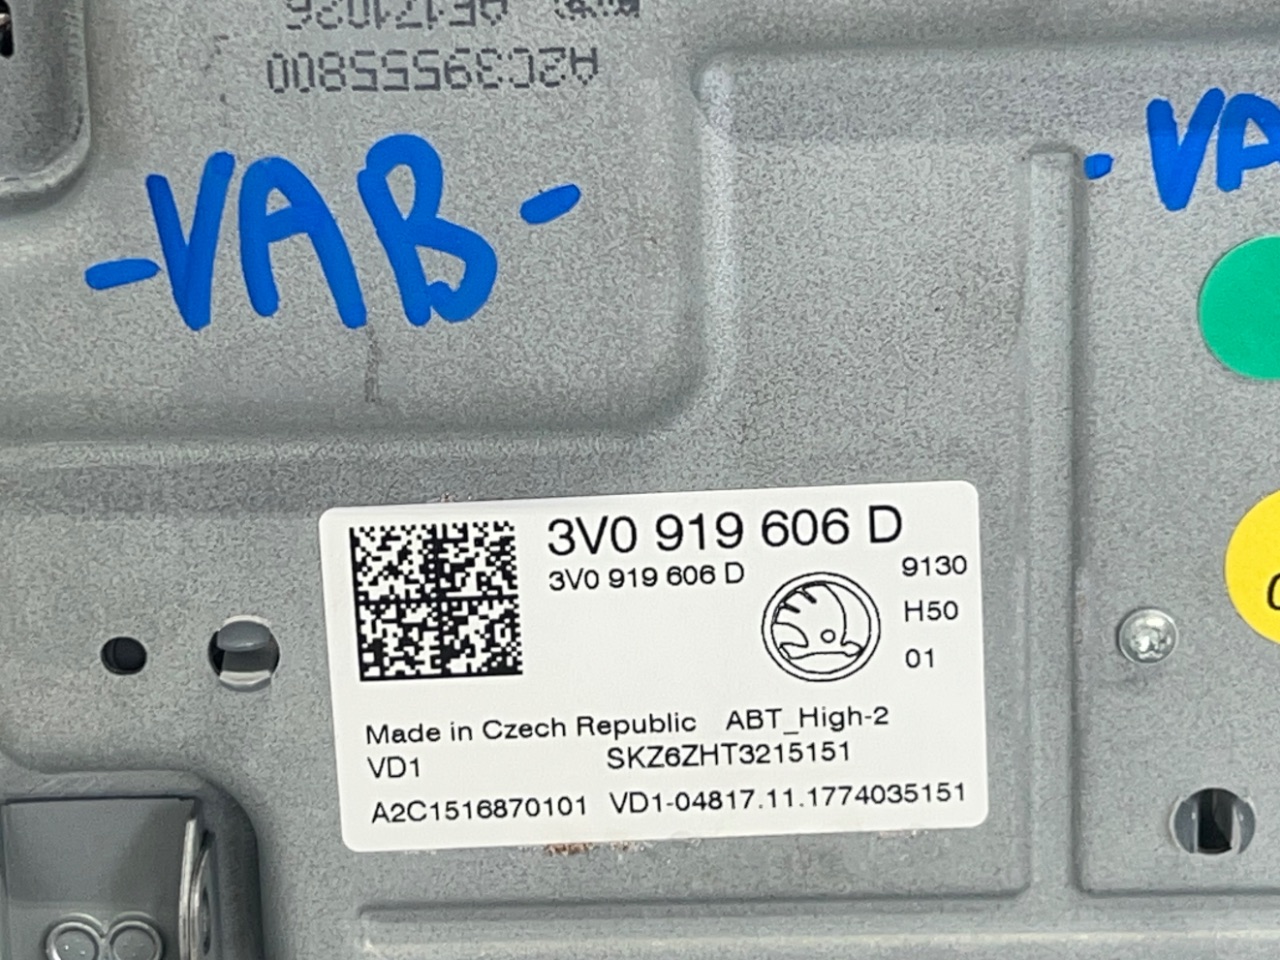 A2C39555800
-VAB-
-VA
3V0 919 606 D
3V0 919 606 D
9130
H50
01
Made in Czech Republic ABT_High-2
VD1 SKZ6ZHT3215151
A2C1516870101 VD1-04817.11.1774035151